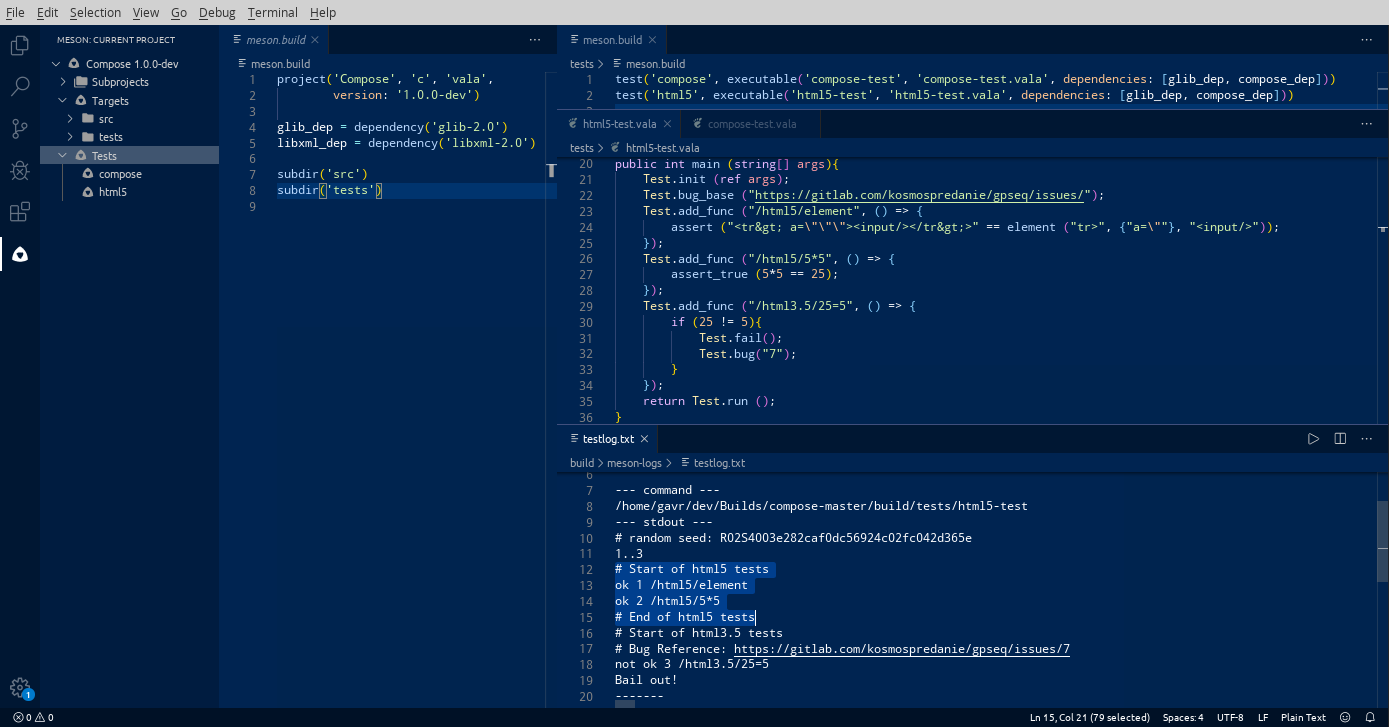 File Edit Selection View Go Debug Terminal Help
MESON: CURRENT PROJECT
Compose 1.0.0-dev
Subprojects
Targets
src
tests
Tests
compose
html5
1
meson.build
meson.build
1 project('Compose', 'c', 'vala',
2 version: '1.0.0-dev')
3
4 glib_dep = dependency('glib-2.0')
5 libxml_dep = dependency('libxml-2.0')
6
7 subdir('src')
8 subdir('tests')
9
meson.build
tests > meson.build
1 test('compose', executable('compose-test', 'compose-test.vala', dependencies: [glib_dep, compose_dep]))
2 test('html5', executable('html5-test', 'html5-test.vala', dependencies: [glib_dep, compose_dep]))
html5-test.vala compose-test.vala
tests > html5-test.vala
20 public int main (string[] args){
21 Test.init (ref args);
22 Test.bug_base ("https://gitlab.com/kosmospredanie/gpseq/issues/");
23 Test.add_func ("/html5/element", () => {
24 assert ("<tr&gt; a=\"\"\"><input/></tr&gt;>" == element ("tr>", {"a=\""}, "<input/>"));
25 });
26 Test.add_func ("/html5/5*5", () => {
27 assert_true (5*5 == 25);
28 });
29 Test.add_func ("/html3.5/25=5", () => {
30 if (25 != 5){
31 Test.fail();
32 Test.bug("7");
33 }
34 });
35 return Test.run ();
36 }
testlog.txt
build > meson-logs > testlog.txt
6
7 --- command ---
8 /home/gavr/dev/Builds/compose-master/build/tests/html5-test
9 --- stdout ---
10 # random seed: R02S4003e282caf0dc56924c02fc042d365e
11 1..3
12 # Start of html5 tests
13 ok 1 /html5/element
14 ok 2 /html5/5*5
15 # End of html5 tests
16 # Start of html3.5 tests
17 # Bug Reference: https://gitlab.com/kosmospredanie/gpseq/issues/7
18 not ok 3 /html3.5/25=5
19 Bail out!
20 -------
0 0 Ln 15, Col 21 (79 selected) Spaces: 4 UTF-8 LF Plain Text